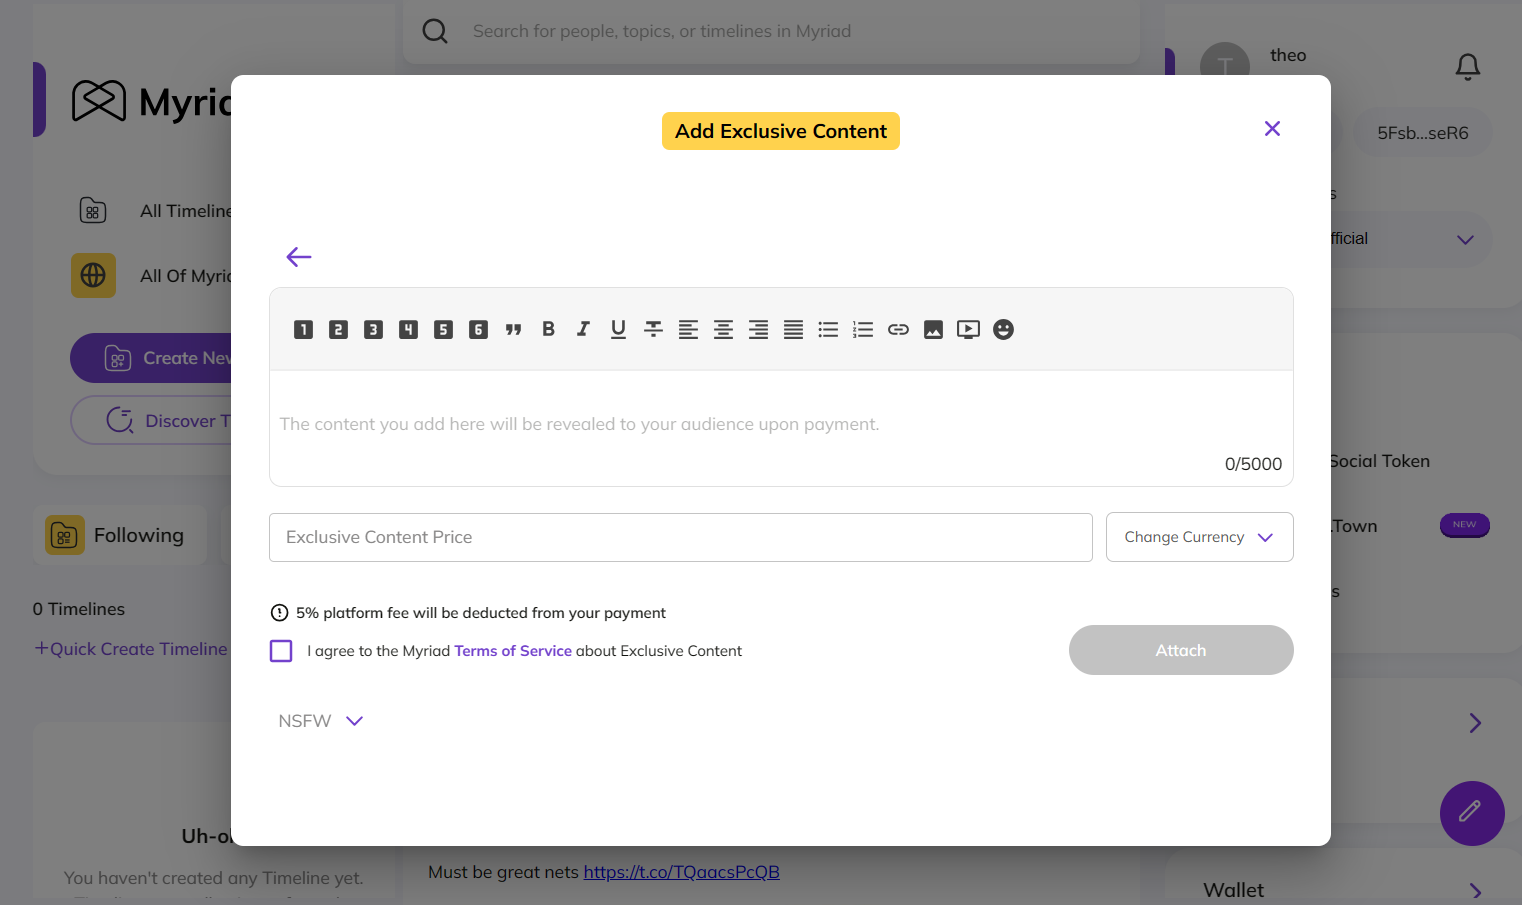 Search for people, topics, or timelines in Myriad
theo
T
Myriad
5Fsb...seR6
Add Exclusive Content
All Timeline
fficial
All Of Myria
1 2 3 4 5 6 B I U T
Create New
Discover T
The content you add here will be revealed to your audience upon payment.
0/5000
Social Token
.Town
NEW
Following
Exclusive Content Price
Change Currency
s
0 Timelines
5% platform fee will be deducted from your payment
+Quick Create Timeline
I agree to the Myriad Terms of Service about Exclusive Content
Attach
NSFW
Uh-o
You haven't created any Timeline yet.
Must be great nets https://t.co/TQaacsPcQB
Wallet